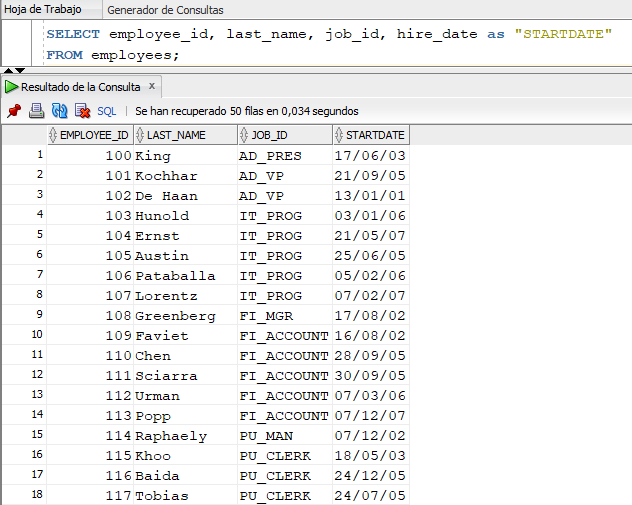 Hoja de Trabajo Generador de Consultas
SELECT employee_id, last_name, job_id, hire_date as "STARTDATE"
FROM employees;
Resultado de la Consulta x
SQL | Se han recuperado 50 filas en 0,034 segundos
EMPLOYEE_ID LAST_NAME JOB_ID STARTDATE
1 100 King AD_PRES 17/06/03
2 101 Kochhar AD_VP 21/09/05
3 102 De Haan AD_VP 13/01/01
4 103 Hunold IT_PROG 03/01/06
5 104 Ernst IT_PROG 21/05/07
6 105 Austin IT_PROG 25/06/05
7 106 Pataballa IT_PROG 05/02/06
8 107 Lorentz IT_PROG 07/02/07
9 108 Greenberg FI_MGR 17/08/02
10 109 Faviet FI_ACCOUNT 16/08/02
11 110 Chen FI_ACCOUNT 28/09/05
12 111 Sciarra FI_ACCOUNT 30/09/05
13 112 Urman FI_ACCOUNT 07/03/06
14 113 Popp FI_ACCOUNT 07/12/07
15 114 Raphaely PU_MAN 07/12/02
16 115 Khoo PU_CLERK 18/05/03
17 116 Baida PU_CLERK 24/12/05
18 117 Tobias PU_CLERK 24/07/05